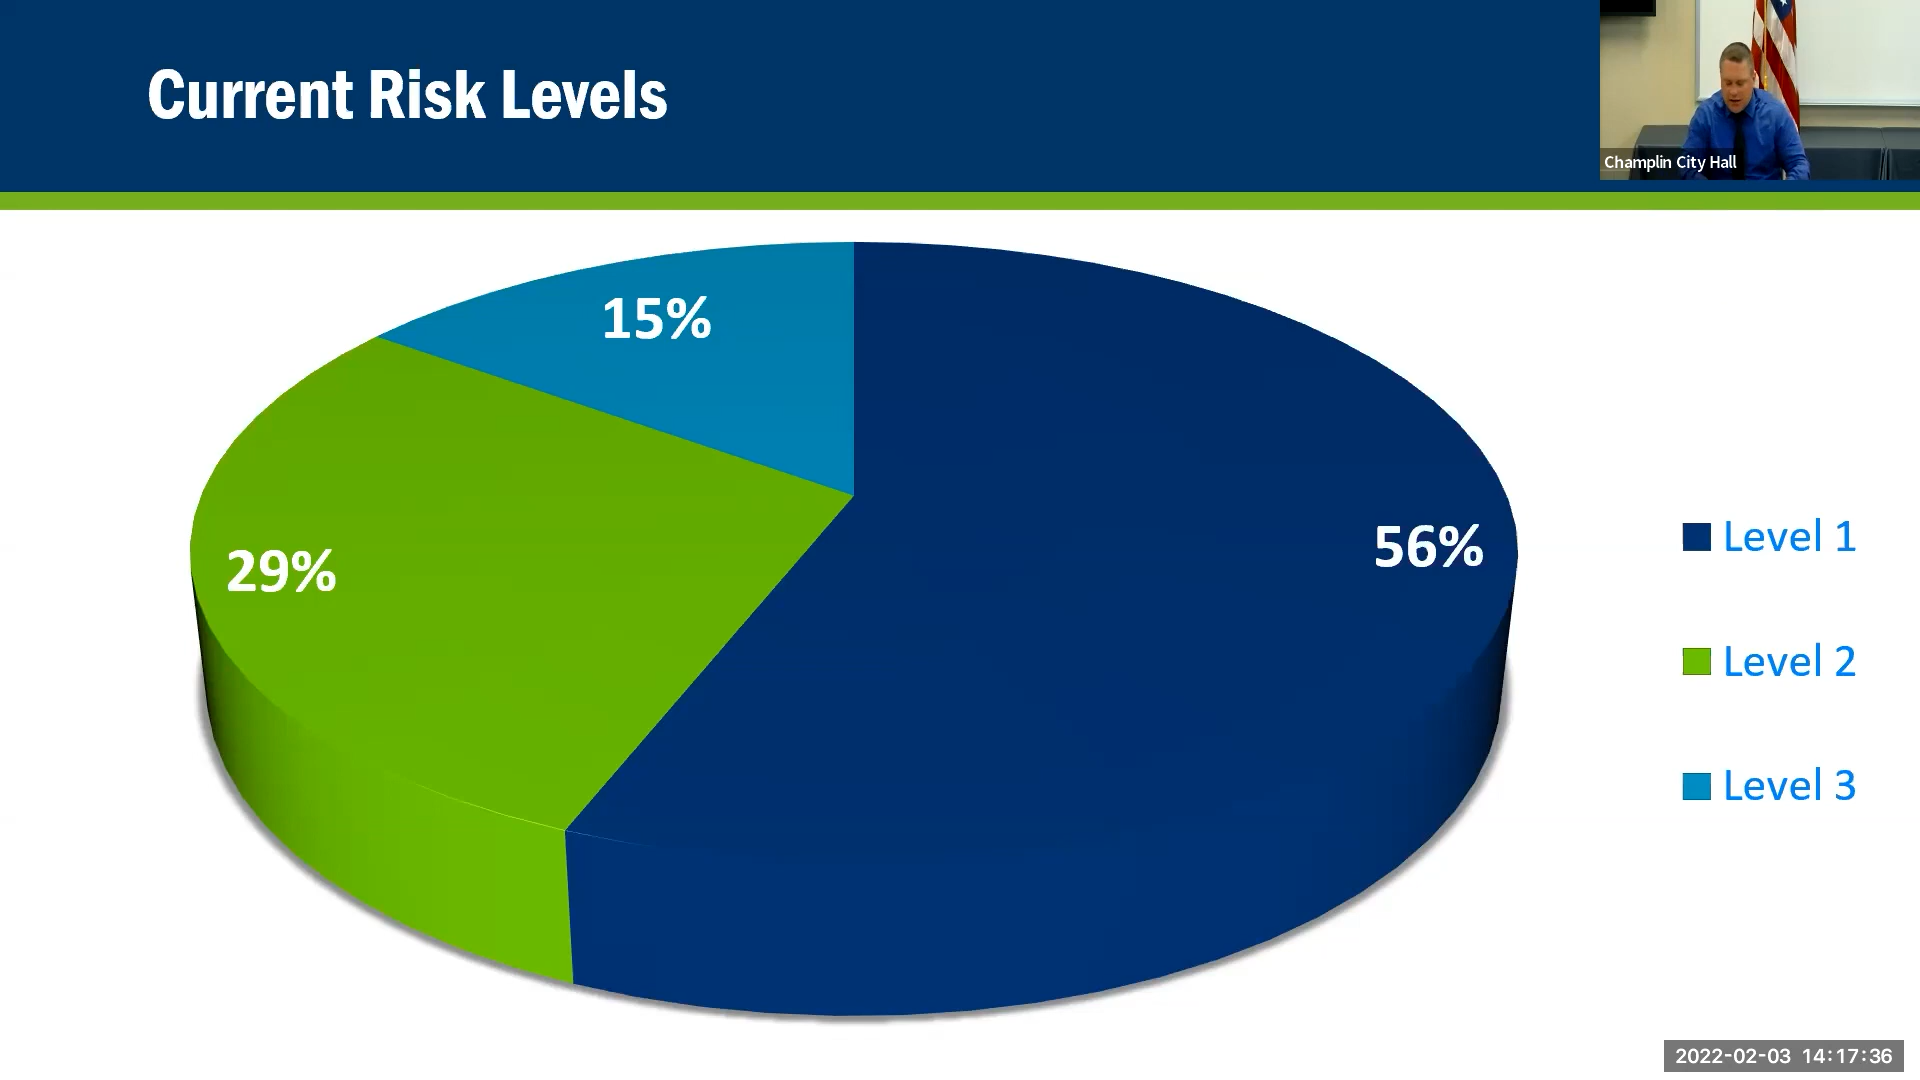 Current Risk Levels
Champlin City Hall
15%
29%
56%
Level 1
Level 2
Level 3
2022-02-03 14:17:36